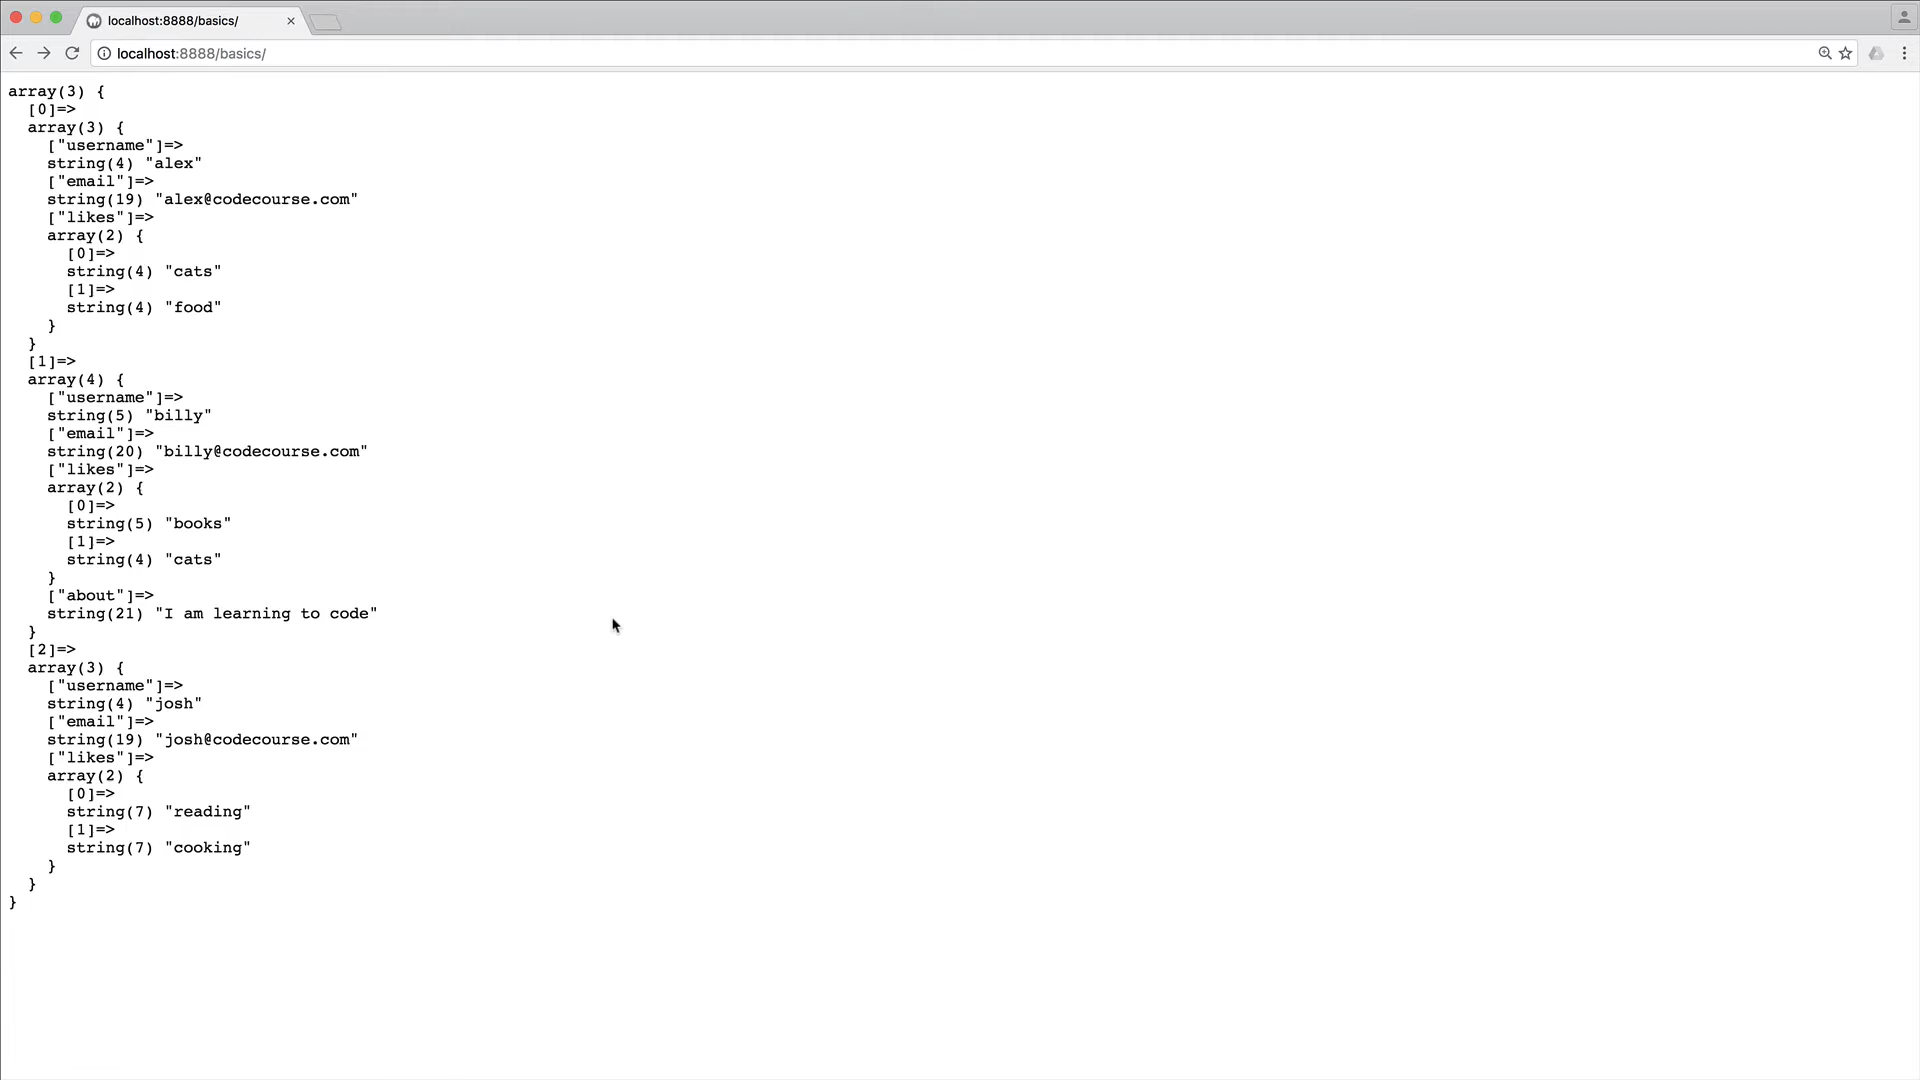 localhost:8888/basics/
localhost:8888/basics/
array(3) {
  [0]=>
  array(3) {
    ["username"]=>
    string(4) "alex"
    ["email"]=>
    string(19) "alex@codecourse.com"
    ["likes"]=>
    array(2) {
      [0]=>
      string(4) "cats"
      [1]=>
      string(4) "food"
    }
  }
  [1]=>
  array(4) {
    ["username"]=>
    string(5) "billy"
    ["email"]=>
    string(20) "billy@codecourse.com"
    ["likes"]=>
    array(2) {
      [0]=>
      string(5) "books"
      [1]=>
      string(4) "cats"
    }
    ["about"]=>
    string(21) "I am learning to code"
  }
  [2]=>
  array(3) {
    ["username"]=>
    string(4) "josh"
    ["email"]=>
    string(19) "josh@codecourse.com"
    ["likes"]=>
    array(2) {
      [0]=>
      string(7) "reading"
      [1]=>
      string(7) "cooking"
    }
  }
}